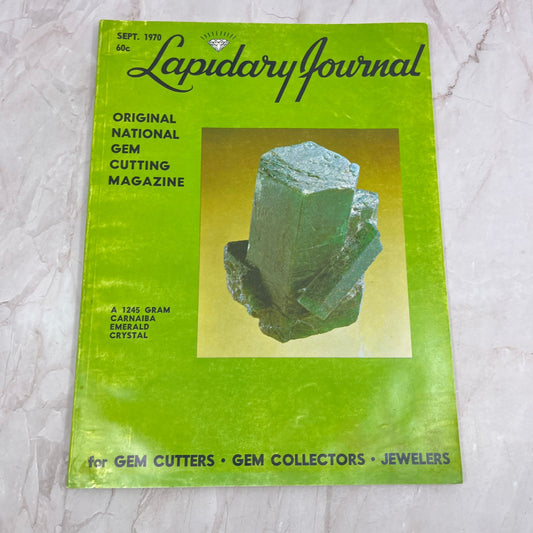 SEPT. 1970
60c
Lapidary Journal
ORIGINAL
NATIONAL
GEM
CUTTING
MAGAZINE
A 1245 GRAM
CARNAIBA
EMERALD
CRYSTAL
for GEM CUTTERS • GEM COLLECTORS • JEWELERS